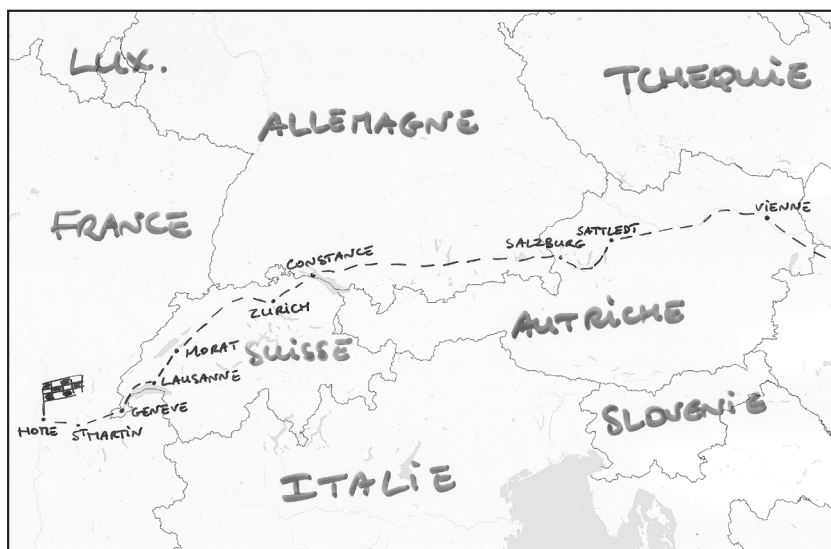 LUX.
TCHEQUIE
ALLEMAGNE
FRANCE
VIENNE
SATTLEDT
SALZBURG
CONSTANCE
ZURICH
AUTRICHE
MORAT
SUISSE
LAUSANNE
GENEVE
HOME
ST MARTIN
SLOVENIE
ITALIE